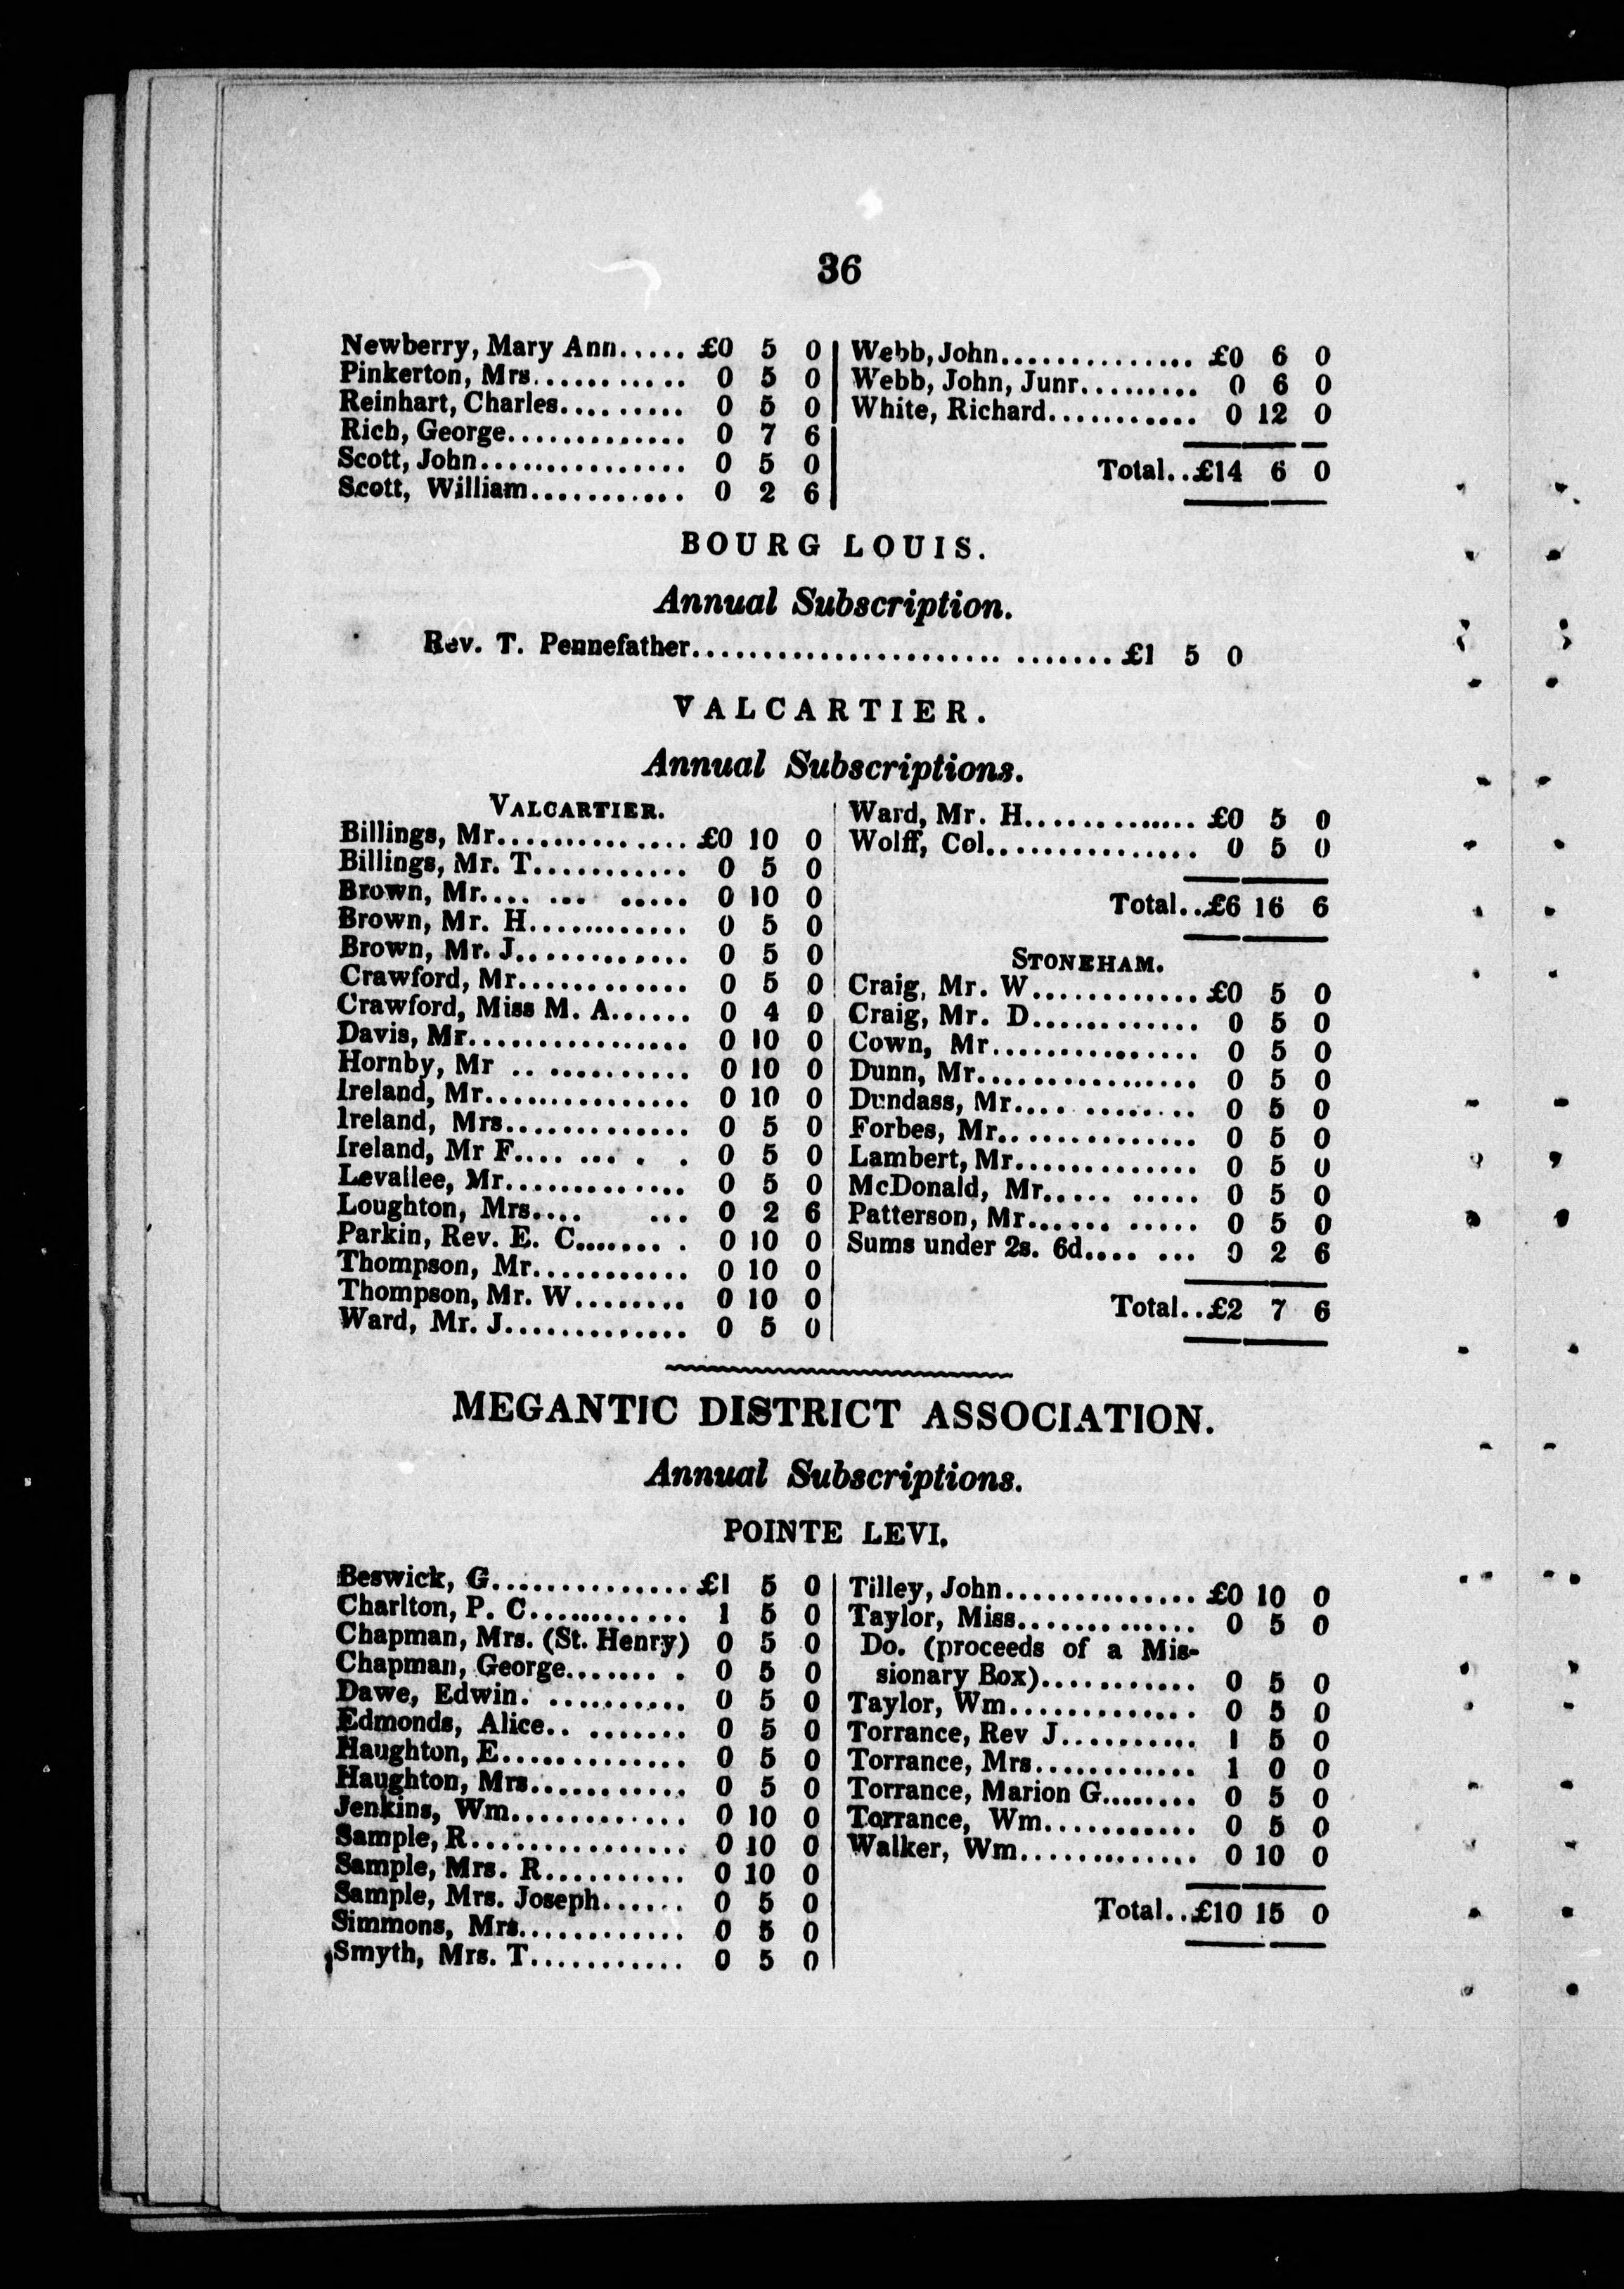 36
Newberry, Mary Ann..... £0 5 0
Pinkerton, Mrs........... 0 5 0
Reinhart, Charles......... 0 5 0
Rich, George............. 0 7 6
Scott, John............... 0 5 0
Scott, William........... 0 2 6
Webb, John.............. £0 6 0
Webb, John, Junr......... 0 6 0
White, Richard........... 0 12 0
Total..£14 6 0
BOURG LOUIS.
Annual Subscription.
Rev. T. Pennefather............................. £1 5 0
VALCARTIER.
Annual Subscriptions.
VALCARTIER.
Billings, Mr.............. £0 10 0
Billings, Mr. T........... 0 5 0
Brown, Mr.... ... ..... 0 10 0
Brown, Mr. H............ 0 5 0
Brown, Mr. J............. 0 5 0
Crawford, Mr............ 0 5 0
Crawford, Miss M. A...... 0 4 0
Davis, Mr................ 0 10 0
Hornby, Mr .. .......... 0 10 0
Ireland, Mr............... 0 10 0
Ireland, Mrs............. 0 5 0
Ireland, Mr F.... ... . . 0 5 0
Levallee, Mr............. 0 5 0
Loughton, Mrs.... ... 0 2 6
Parkin, Rev. E. C....... . 0 10 0
Thompson, Mr........... 0 10 0
Thompson, Mr. W........ 0 10 0
Ward, Mr. J............. 0 5 0
Ward, Mr. H............. £0 5 0
Wolff, Col............... 0 5 0
Total..£6 16 6
STONEHAM.
Craig, Mr. W............ £0 5 0
Craig, Mr. D............ 0 5 0
Cown, Mr............... 0 5 0
Dunn, Mr................ 0 5 0
Dundass, Mr.... ........ 0 5 0
Forbes, Mr.............. 0 5 0
Lambert, Mr............. 0 5 0
McDonald, Mr..... ..... 0 5 0
Patterson, Mr...... ..... 0 5 0
Sums under 2s. 6d.... ... 0 2 6
Total..£2 7 6
MEGANTIC DISTRICT ASSOCIATION.
Annual Subscriptions.
POINTE LEVI.
Beswick, G.............. £1 5 0
Charlton, P. C............ 1 5 0
Chapman, Mrs. (St. Henry) 0 5 0
Chapman, George....... . 0 5 0
Dawe, Edwin. .......... 0 5 0
Edmonds, Alice.. ....... 0 5 0
Haughton, E............. 0 5 0
Haughton, Mrs........... 0 5 0
Jenkins, Wm............. 0 10 0
Sample, R................ 0 10 0
Sample, Mrs. R.......... 0 10 0
Sample, Mrs. Joseph...... 0 5 0
Simmons, Mrs............ 0 5 0
Smyth, Mrs. T........... 0 5 0
Tilley, John.............. £0 10 0
Taylor, Miss............. 0 5 0
Do. (proceeds of a Mis-
sionary Box)........... 0 5 0
Taylor, Wm............. 0 5 0
Torrance, Rev J.......... 1 5 0
Torrance, Mrs............ 1 0 0
Torrance, Marion G........ 0 5 0
Torrance, Wm........... 0 5 0
Walker, Wm............. 0 10 0
Total..£10 15 0